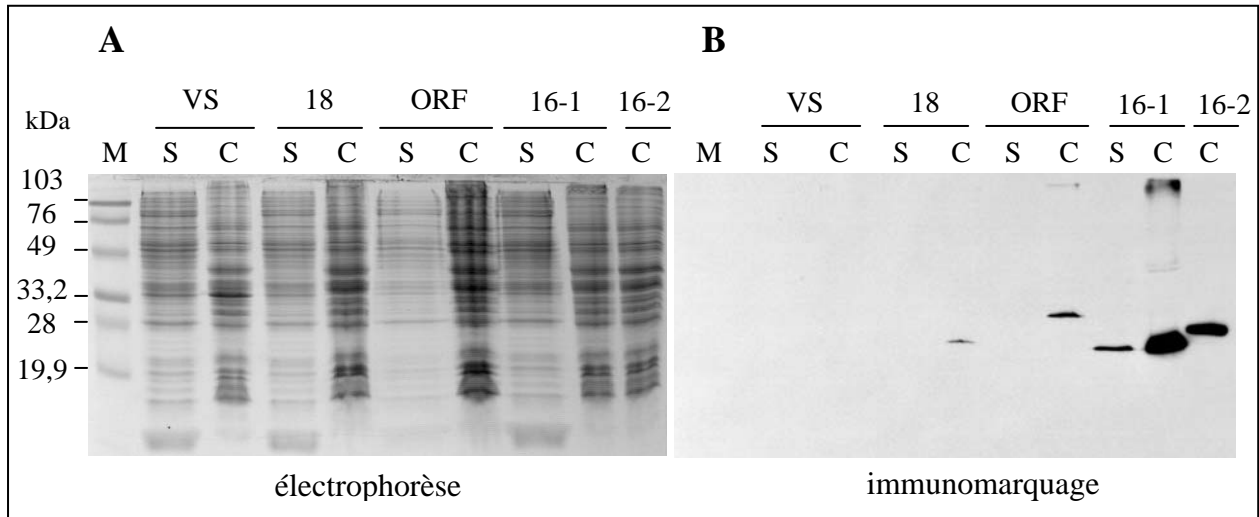 A
B
VS 18 ORF 16-1 16-2
VS 18 ORF 16-1 16-2
kDa
M S C S C S C S C C
M S C S C S C S C C
103
76
49
33,2
28
19,9
électrophorèse
immunomarquage